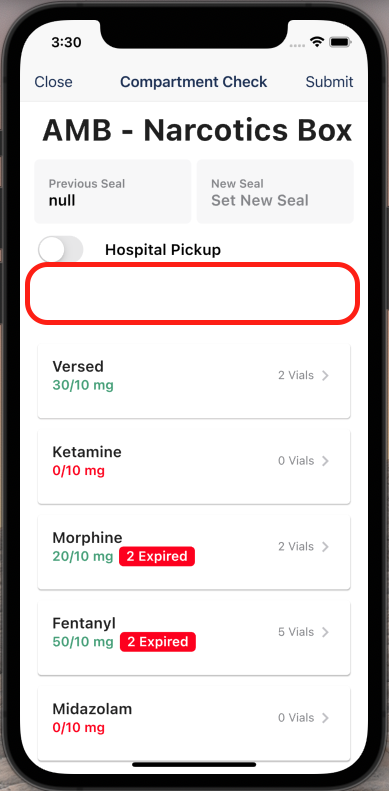 3:30
Close Compartment Check Submit
AMB - Narcotics Box
Previous Seal New Seal
null Set New Seal
Hospital Pickup
Versed
2 Vials
30/10 mg
Ketamine
0 Vials
0/10 mg
Morphine
2 Vials
20/10 mg 2 Expired
Fentanyl
5 Vials
50/10 mg 2 Expired
Midazolam
0 Vials
0/10 mg